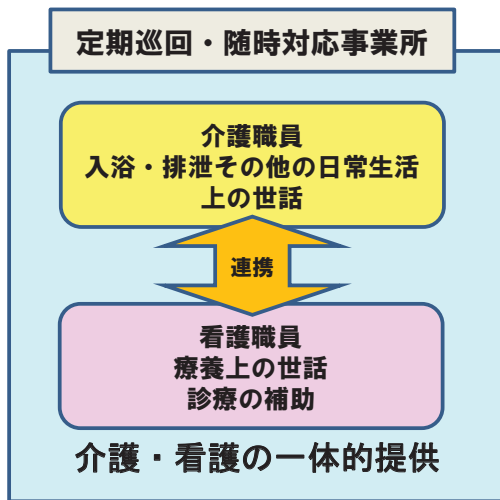 定期巡回・随時対応事業所
介護職員
入浴・排泄その他の日常生活
上の世話
連携
看護職員
療養上の世話
診療の補助
介護・看護の一体的提供